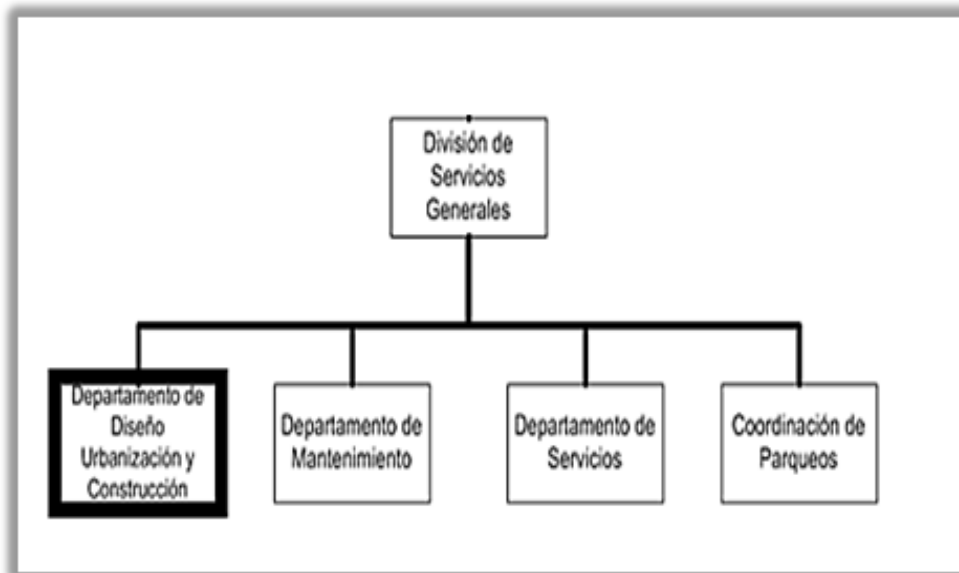 División de
Servicios
Generales
Departamento de
Diseño
Urbanización y
Construcción
Departamento de
Mantenimiento
Departamento de
Servicios
Coordinación de
Parqueos